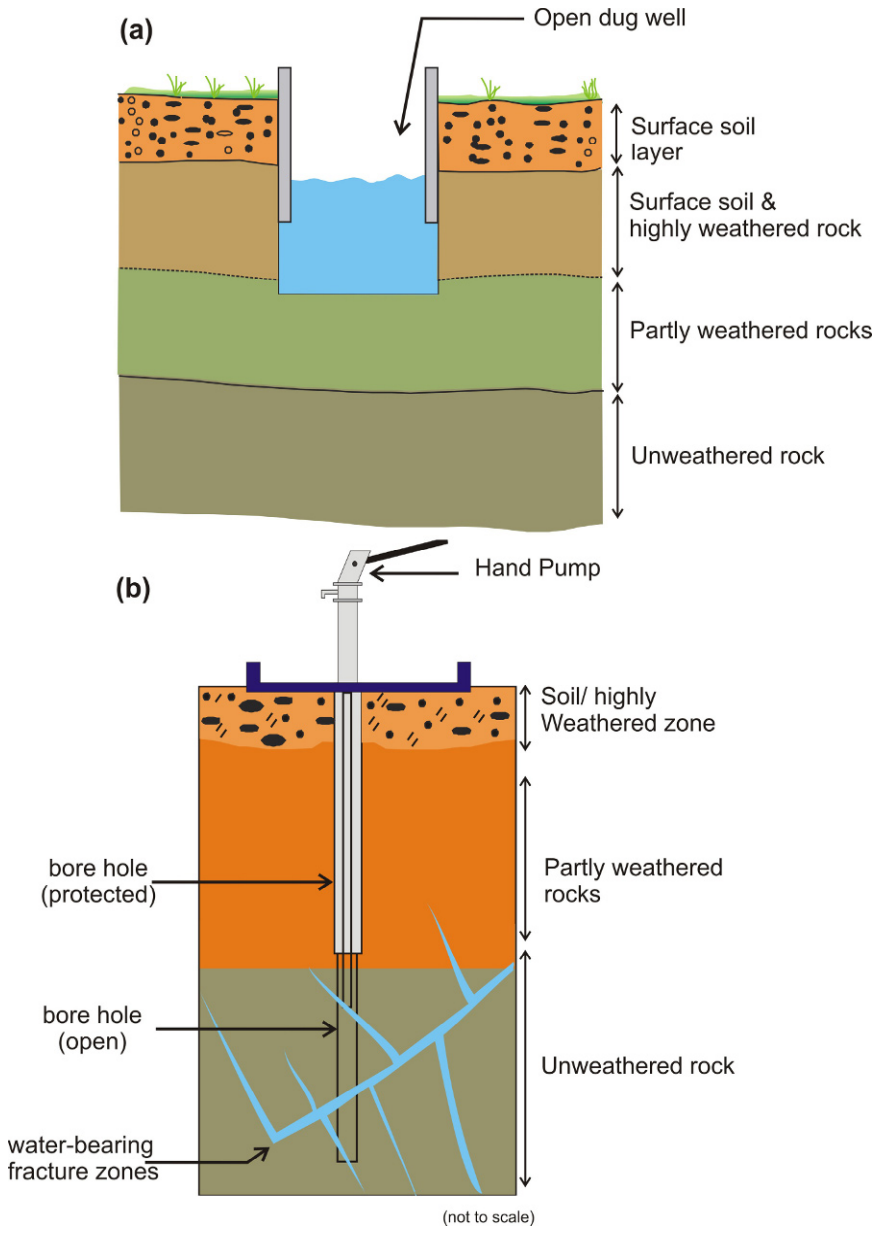 (a)
Open dug well
Surface soil
layer
Surface soil &
highly weathered rock
Partly weathered rocks
Unweathered rock
(b)
Hand Pump
Soil/ highly
Weathered zone
bore hole
(protected)
Partly weathered
rocks
bore hole
(open)
Unweathered rock
water-bearing
fracture zones
(not to scale)